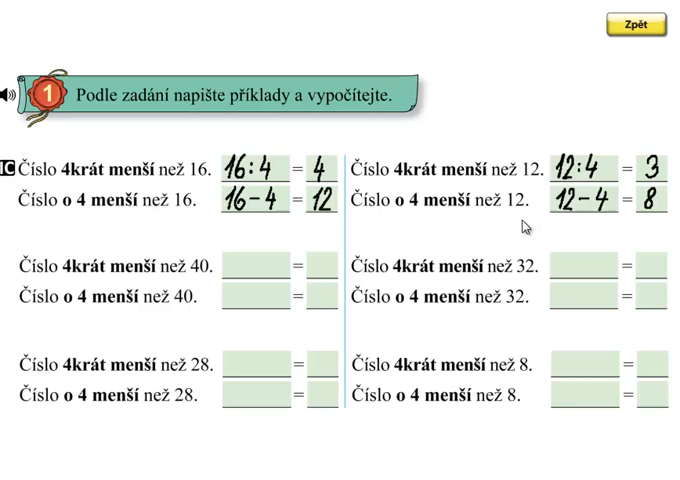 Zpět
1 Podle zadání napište příklady a vypočítejte.
Číslo 4krát menší než 16. 16 : 4 = 4
Číslo o 4 menší než 16. 16 - 4 = 12
Číslo 4krát menší než 40. =
Číslo o 4 menší než 40. =
Číslo 4krát menší než 28. =
Číslo o 4 menší než 28. =
Číslo 4krát menší než 12. 12 : 4 = 3
Číslo o 4 menší než 12. 12 - 4 = 8
Číslo 4krát menší než 32. =
Číslo o 4 menší než 32. =
Číslo 4krát menší než 8. =
Číslo o 4 menší než 8. =